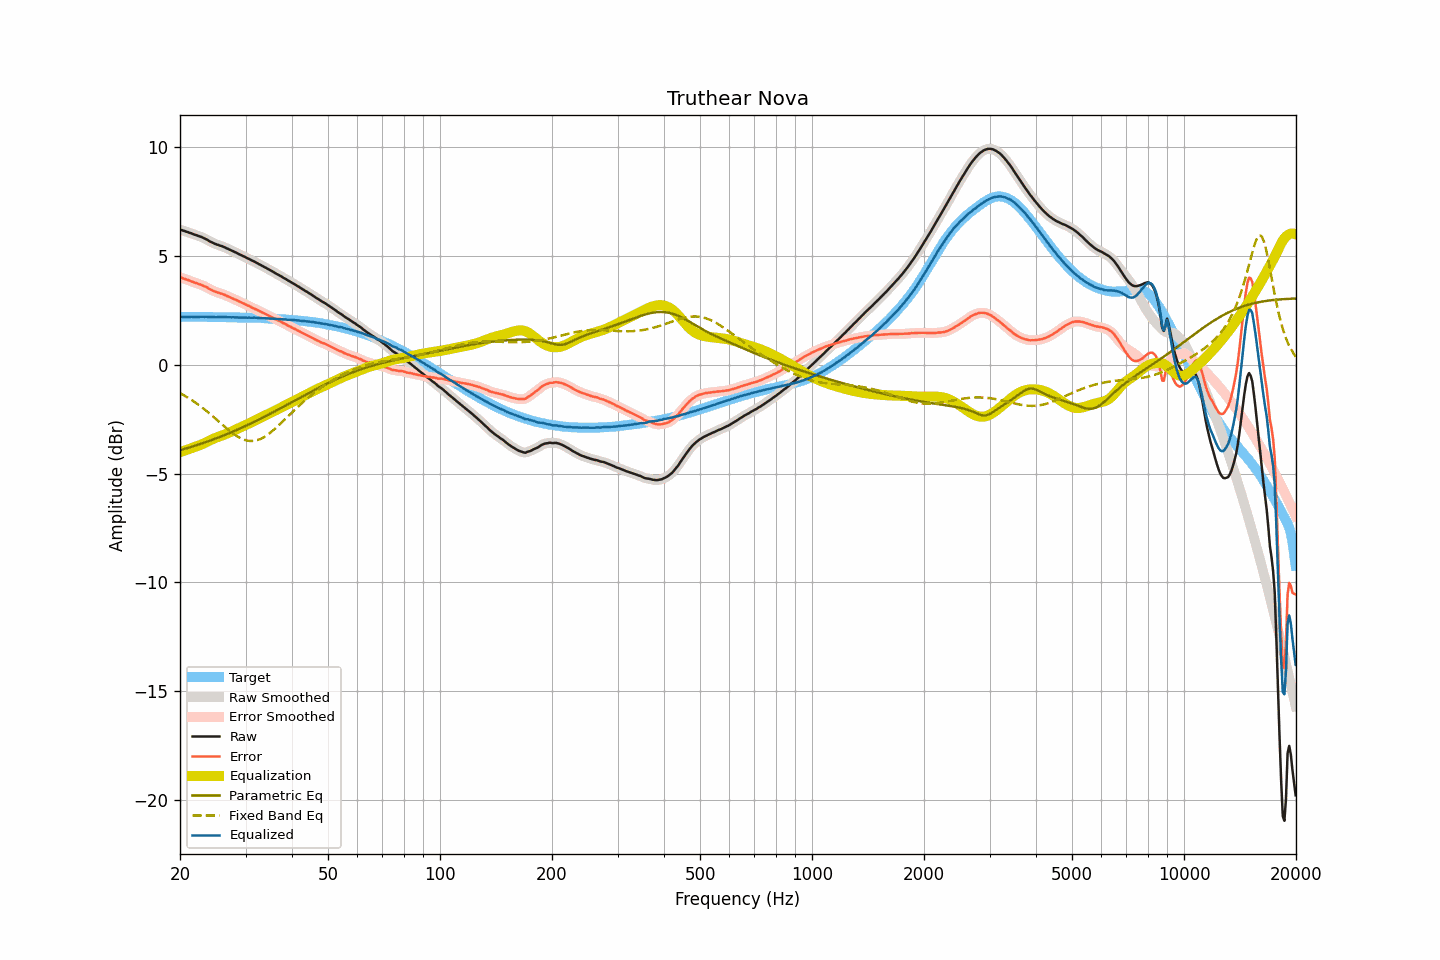 Truthear Nova
10
5
0
−5
−10
−15
−20
Amplitude (dBr)
Target
Raw Smoothed
Error Smoothed
Raw
Error
Equalization
Parametric Eq
Fixed Band Eq
Equalized
20 50 100 200 500 1000 2000 5000 10000 20000
Frequency (Hz)